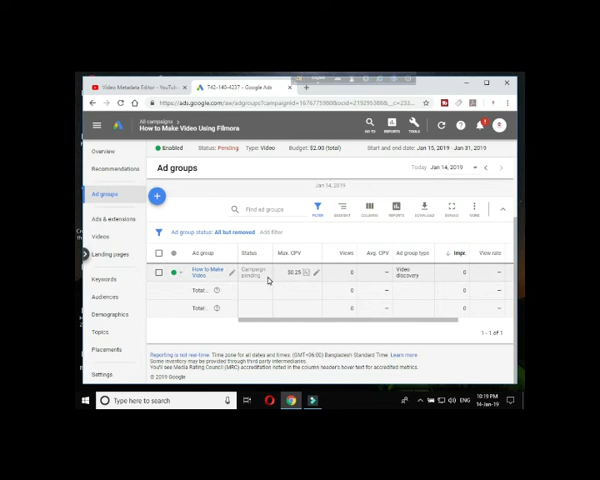 Video Metadata Editor - YouTu
742-140-4237 - Google Ads
https://ads.google.com/aw/adgroups?campaignId=
All campaigns
How to Make Video Using Filmora
GO TO
REPORTS
TOOLS
Overview
Recommendations
Ad groups
Ads & extensions
Videos
Landing pages
Keywords
Audiences
Demographics
Topics
Placements
Settings
Enabled Status: Pending Type: Video Budget: $2.00 (total) Start and end date: Jan 15, 2019 - Jan 31, 2019
Ad groups Today Jan 14, 2019
Jan 14, 2019
Find ad groups
FILTER SEGMENT COLUMNS REPORTS DOWNLOAD EXPAND MORE
Ad group status: All but removed Add filter
Ad group Status Max. CPV Views Avg. CPV Ad group type Impr. View rate
How to Make Video Campaign pending $0.25 0 — Video discovery 0 —
Total... 0 — 0 —
Total... 0 — 0 —
1 - 1 of 1
Reporting is not real-time. Time zone for all dates and times: (GMT+06:00) Bangladesh Standard Time. Learn more
Some inventory may be provided through third party intermediaries.
You'll see Media Rating Council (MRC) accreditation noted in the column header's hover text for accredited metrics.
© 2019 Google
Type here to search
ENG
10:19 PM
14-Jan-19